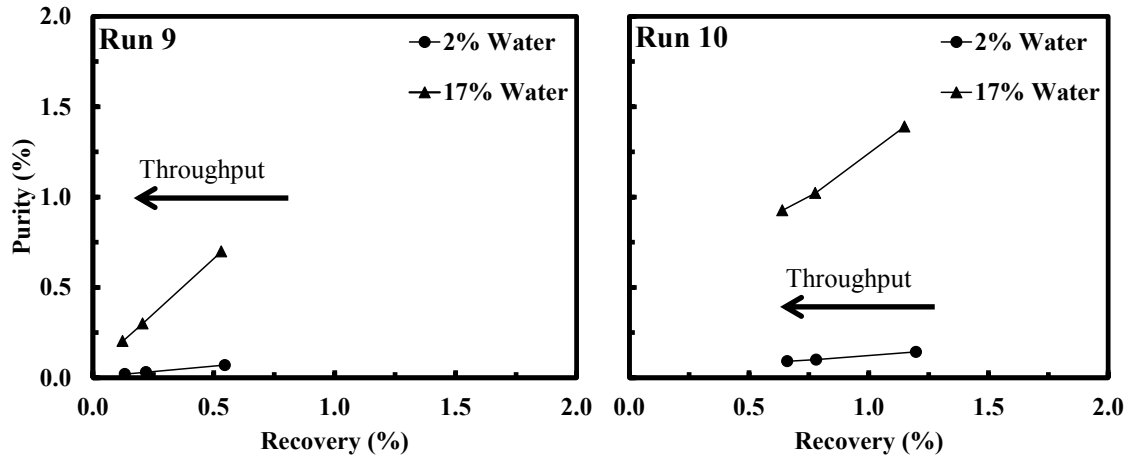 Run 9
2% Water
17% Water
Throughput
Purity (%)
2.0
1.5
1.0
0.5
0.0
0.0 0.5 1.0 1.5 2.0
Recovery (%)
Run 10
2% Water
17% Water
Throughput
0.0 0.5 1.0 1.5 2.0
Recovery (%)